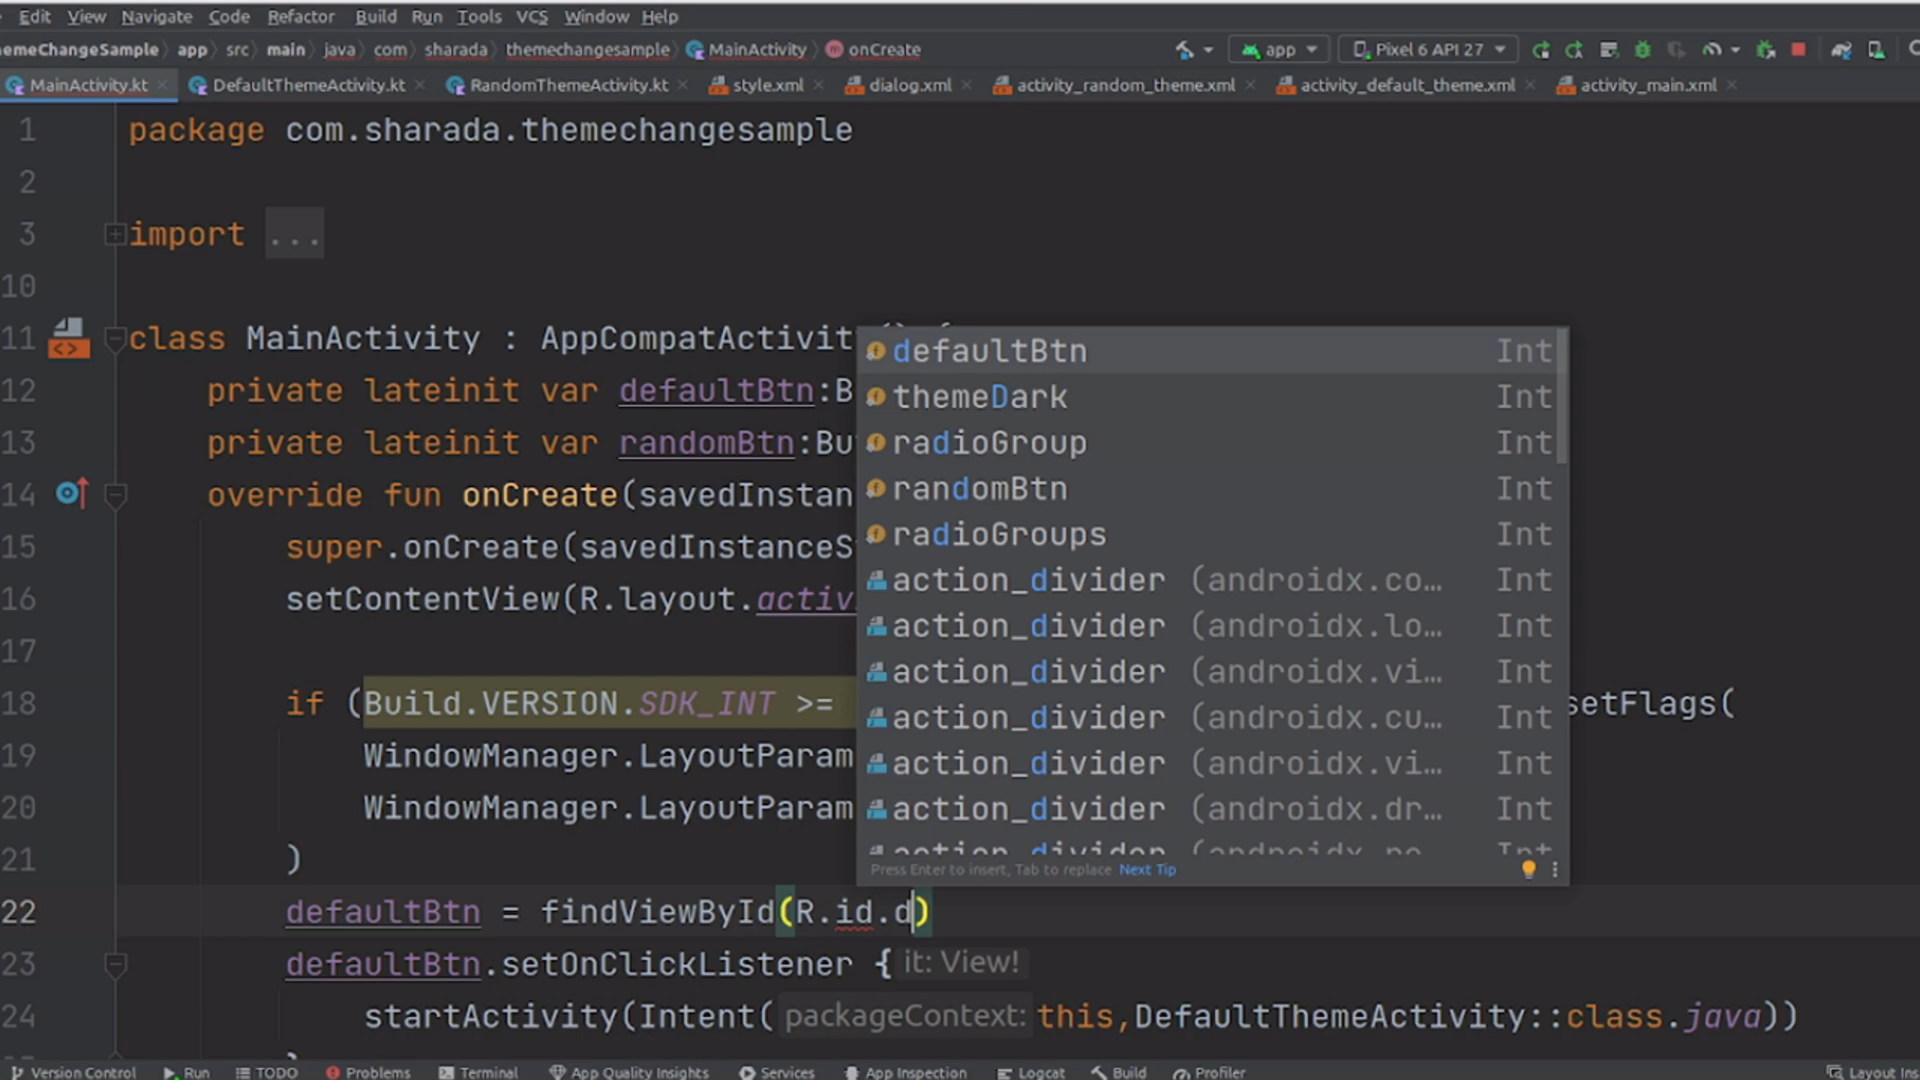 Edit View Navigate Code Refactor Build Run Tools VCS Window Help
emeChangeSample app src main java com sharada themechangesample MainActivity onCreate app Pixel 6 API 27
MainActivity.kt DefaultThemeActivity.kt RandomThemeActivity.kt style.xml dialog.xml activity_random_theme.xml activity_default_theme.xml activity_main.xml
1 package com.sharada.themechangesample
2
3 import ...
10
11 class MainActivity : AppCompatActivit
12 private lateinit var defaultBtn:B
13 private lateinit var randomBtn:Bu
14 override fun onCreate(savedInstan
15 super.onCreate(savedInstanceS
16 setContentView(R.layout.activ
17
18 if (Build.VERSION.SDK_INT >= setFlags(
19 WindowManager.LayoutParam
20 WindowManager.LayoutParam
21 )
22 defaultBtn = findViewById(R.id.d)
23 defaultBtn.setOnClickListener { it: View!
24 startActivity(Intent( packageContext: this,DefaultThemeActivity::class.java))
defaultBtn Int
themeDark Int
radioGroup Int
randomBtn Int
radioGroups Int
action_divider (androidx.co... Int
action_divider (androidx.lo... Int
action_divider (androidx.vi... Int
action_divider (androidx.cu... Int
action_divider (androidx.vi... Int
action_divider (androidx.dr... Int
Press Enter to insert, Tab to replace Next Tip
Version Control Run TODO Problems Terminal App Quality Insights Services App Inspection Logcat Build Profiler Layout Ins